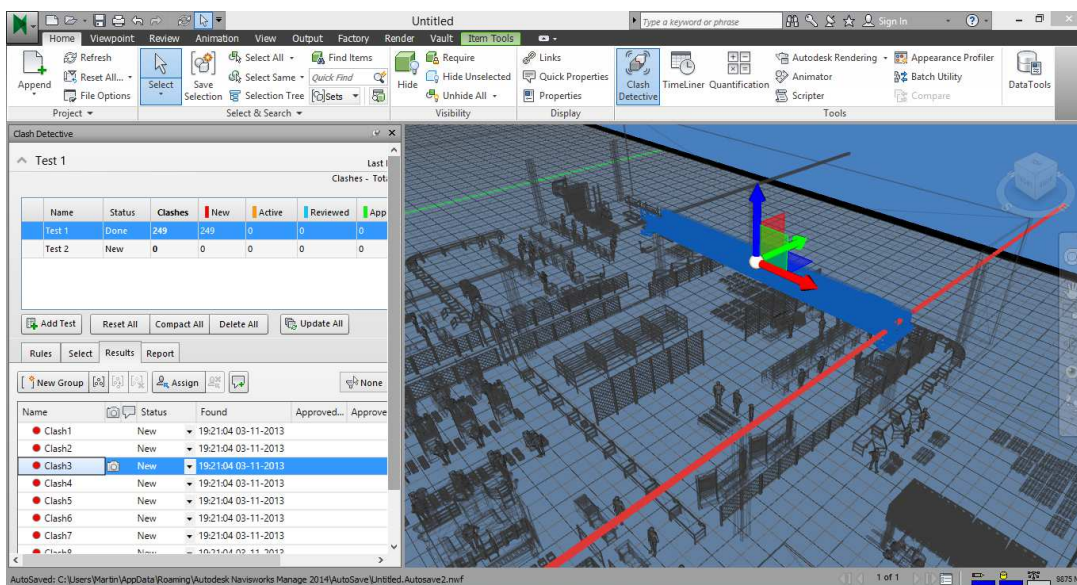 Untitled
Type a keyword or phrase
Sign In
Home Viewpoint Review Animation View Output Factory Render Vault Item Tools
Append
Refresh
Reset All...
File Options
Project
Select
Save Selection
Select All
Select Same
Selection Tree
Find Items
Quick Find
Sets
Select & Search
Hide
Require
Hide Unselected
Unhide All
Visibility
Links
Quick Properties
Properties
Display
Clash Detective
TimeLiner
Quantification
Autodesk Rendering
Animator
Scripter
Appearance Profiler
Batch Utility
Compare
DataTools
Tools
Clash Detective
Test 1
Last
Clashes - Tot
Name Status Clashes New Active Reviewed App
Test 1 Done 249 249 0 0 0
Test 2 New 0 0 0 0 0
Add Test Reset All Compact All Delete All Update All
Rules Select Results Report
New Group Assign None
Name Status Found Approved... Approve
Clash1 New 19:21:04 03-11-2013
Clash2 New 19:21:04 03-11-2013
Clash3 New 19:21:04 03-11-2013
Clash4 New 19:21:04 03-11-2013
Clash5 New 19:21:04 03-11-2013
Clash6 New 19:21:04 03-11-2013
Clash7 New 19:21:04 03-11-2013
Clash8 New 19:21:04 03-11-2013
AutoSaved: C:\Users\Martin\AppData\Roaming\Autodesk Navisworks Manage 2014\AutoSave\Untitled.Autosave2.nwf
1 of 1